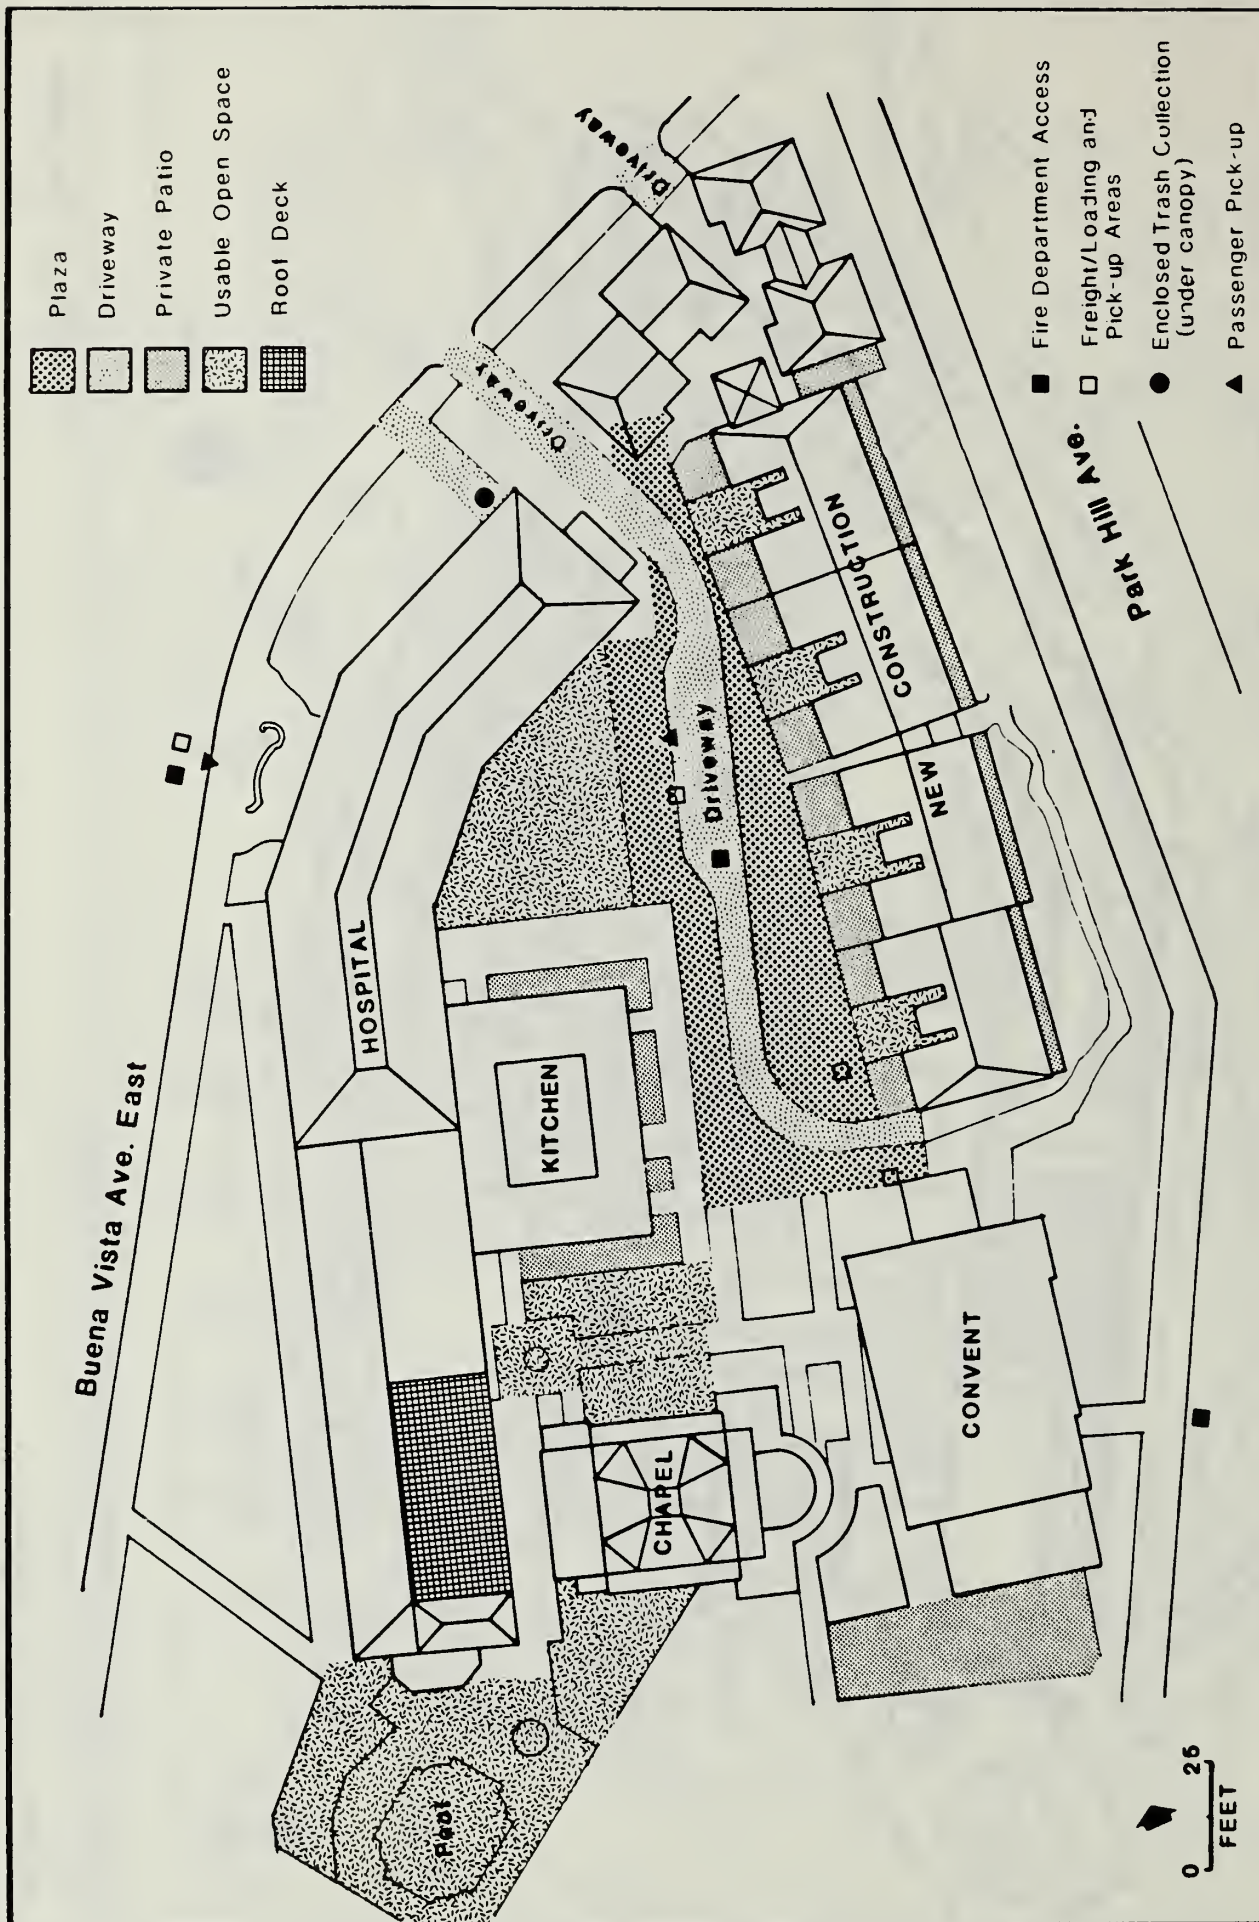 Plaza
Driveway
Private Patio
Usable Open Space
Roof Deck
Buena Vista Ave. East
Driveway
Driveway
HOSPITAL
KITCHEN
Driveway
NEW
CONSTRUCTION
Park Hill Ave.
CHAPEL
CONVENT
Pool
Fire Department Access
Freight/Loading and
Pick-up Areas
Enclosed Trash Collection
(under canopy)
Passenger Pick-up
0 25
FEET